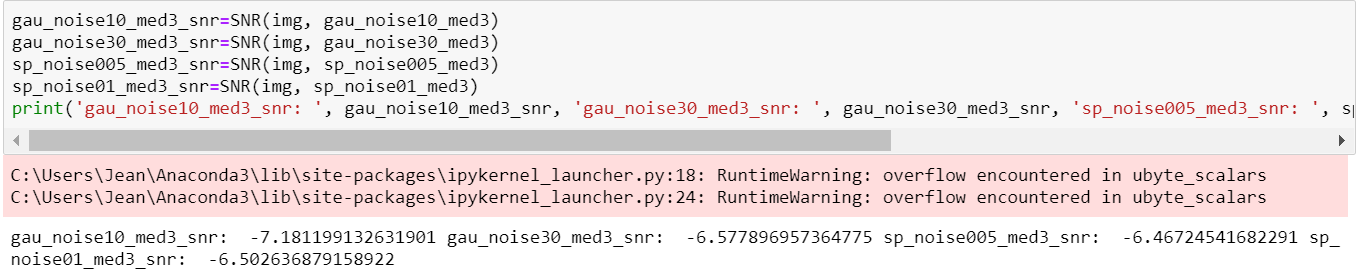 gau_noise10_med3_snr=SNR(img, gau_noise10_med3)
gau_noise30_med3_snr=SNR(img, gau_noise30_med3)
sp_noise005_med3_snr=SNR(img, sp_noise005_med3)
sp_noise01_med3_snr=SNR(img, sp_noise01_med3)
print('gau_noise10_med3_snr: ', gau_noise10_med3_snr, 'gau_noise30_med3_snr: ', gau_noise30_med3_snr, 'sp_noise005_med3_snr: ', sp
C:\Users\Jean\Anaconda3\lib\site-packages\ipykernel_launcher.py:18: RuntimeWarning: overflow encountered in ubyte_scalars
C:\Users\Jean\Anaconda3\lib\site-packages\ipykernel_launcher.py:24: RuntimeWarning: overflow encountered in ubyte_scalars
gau_noise10_med3_snr:  -7.181199132631901 gau_noise30_med3_snr:  -6.577896957364775 sp_noise005_med3_snr:  -6.46724541682291 sp_
noise01_med3_snr:  -6.502636879158922